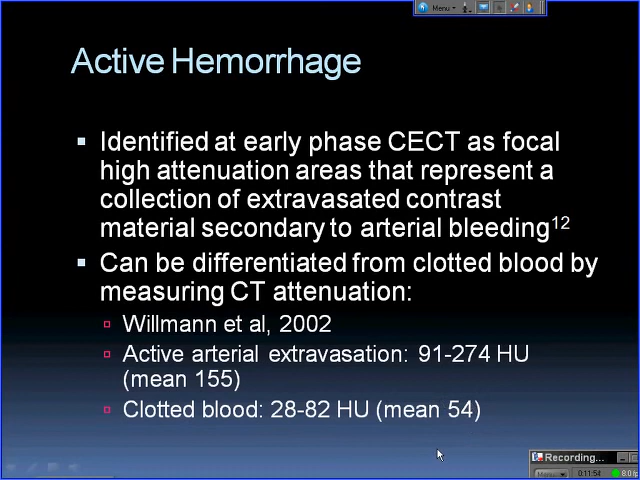 Menu
Active Hemorrhage
Identified at early phase CECT as focal
high attenuation areas that represent a
collection of extravasated contrast
material secondary to arterial bleeding12
Can be differentiated from clotted blood by
measuring CT attenuation:
Willmann et al, 2002
Active arterial extravasation: 91-274 HU
(mean 155)
Clotted blood: 28-82 HU (mean 54)
Recording...
Menu 0:11:54